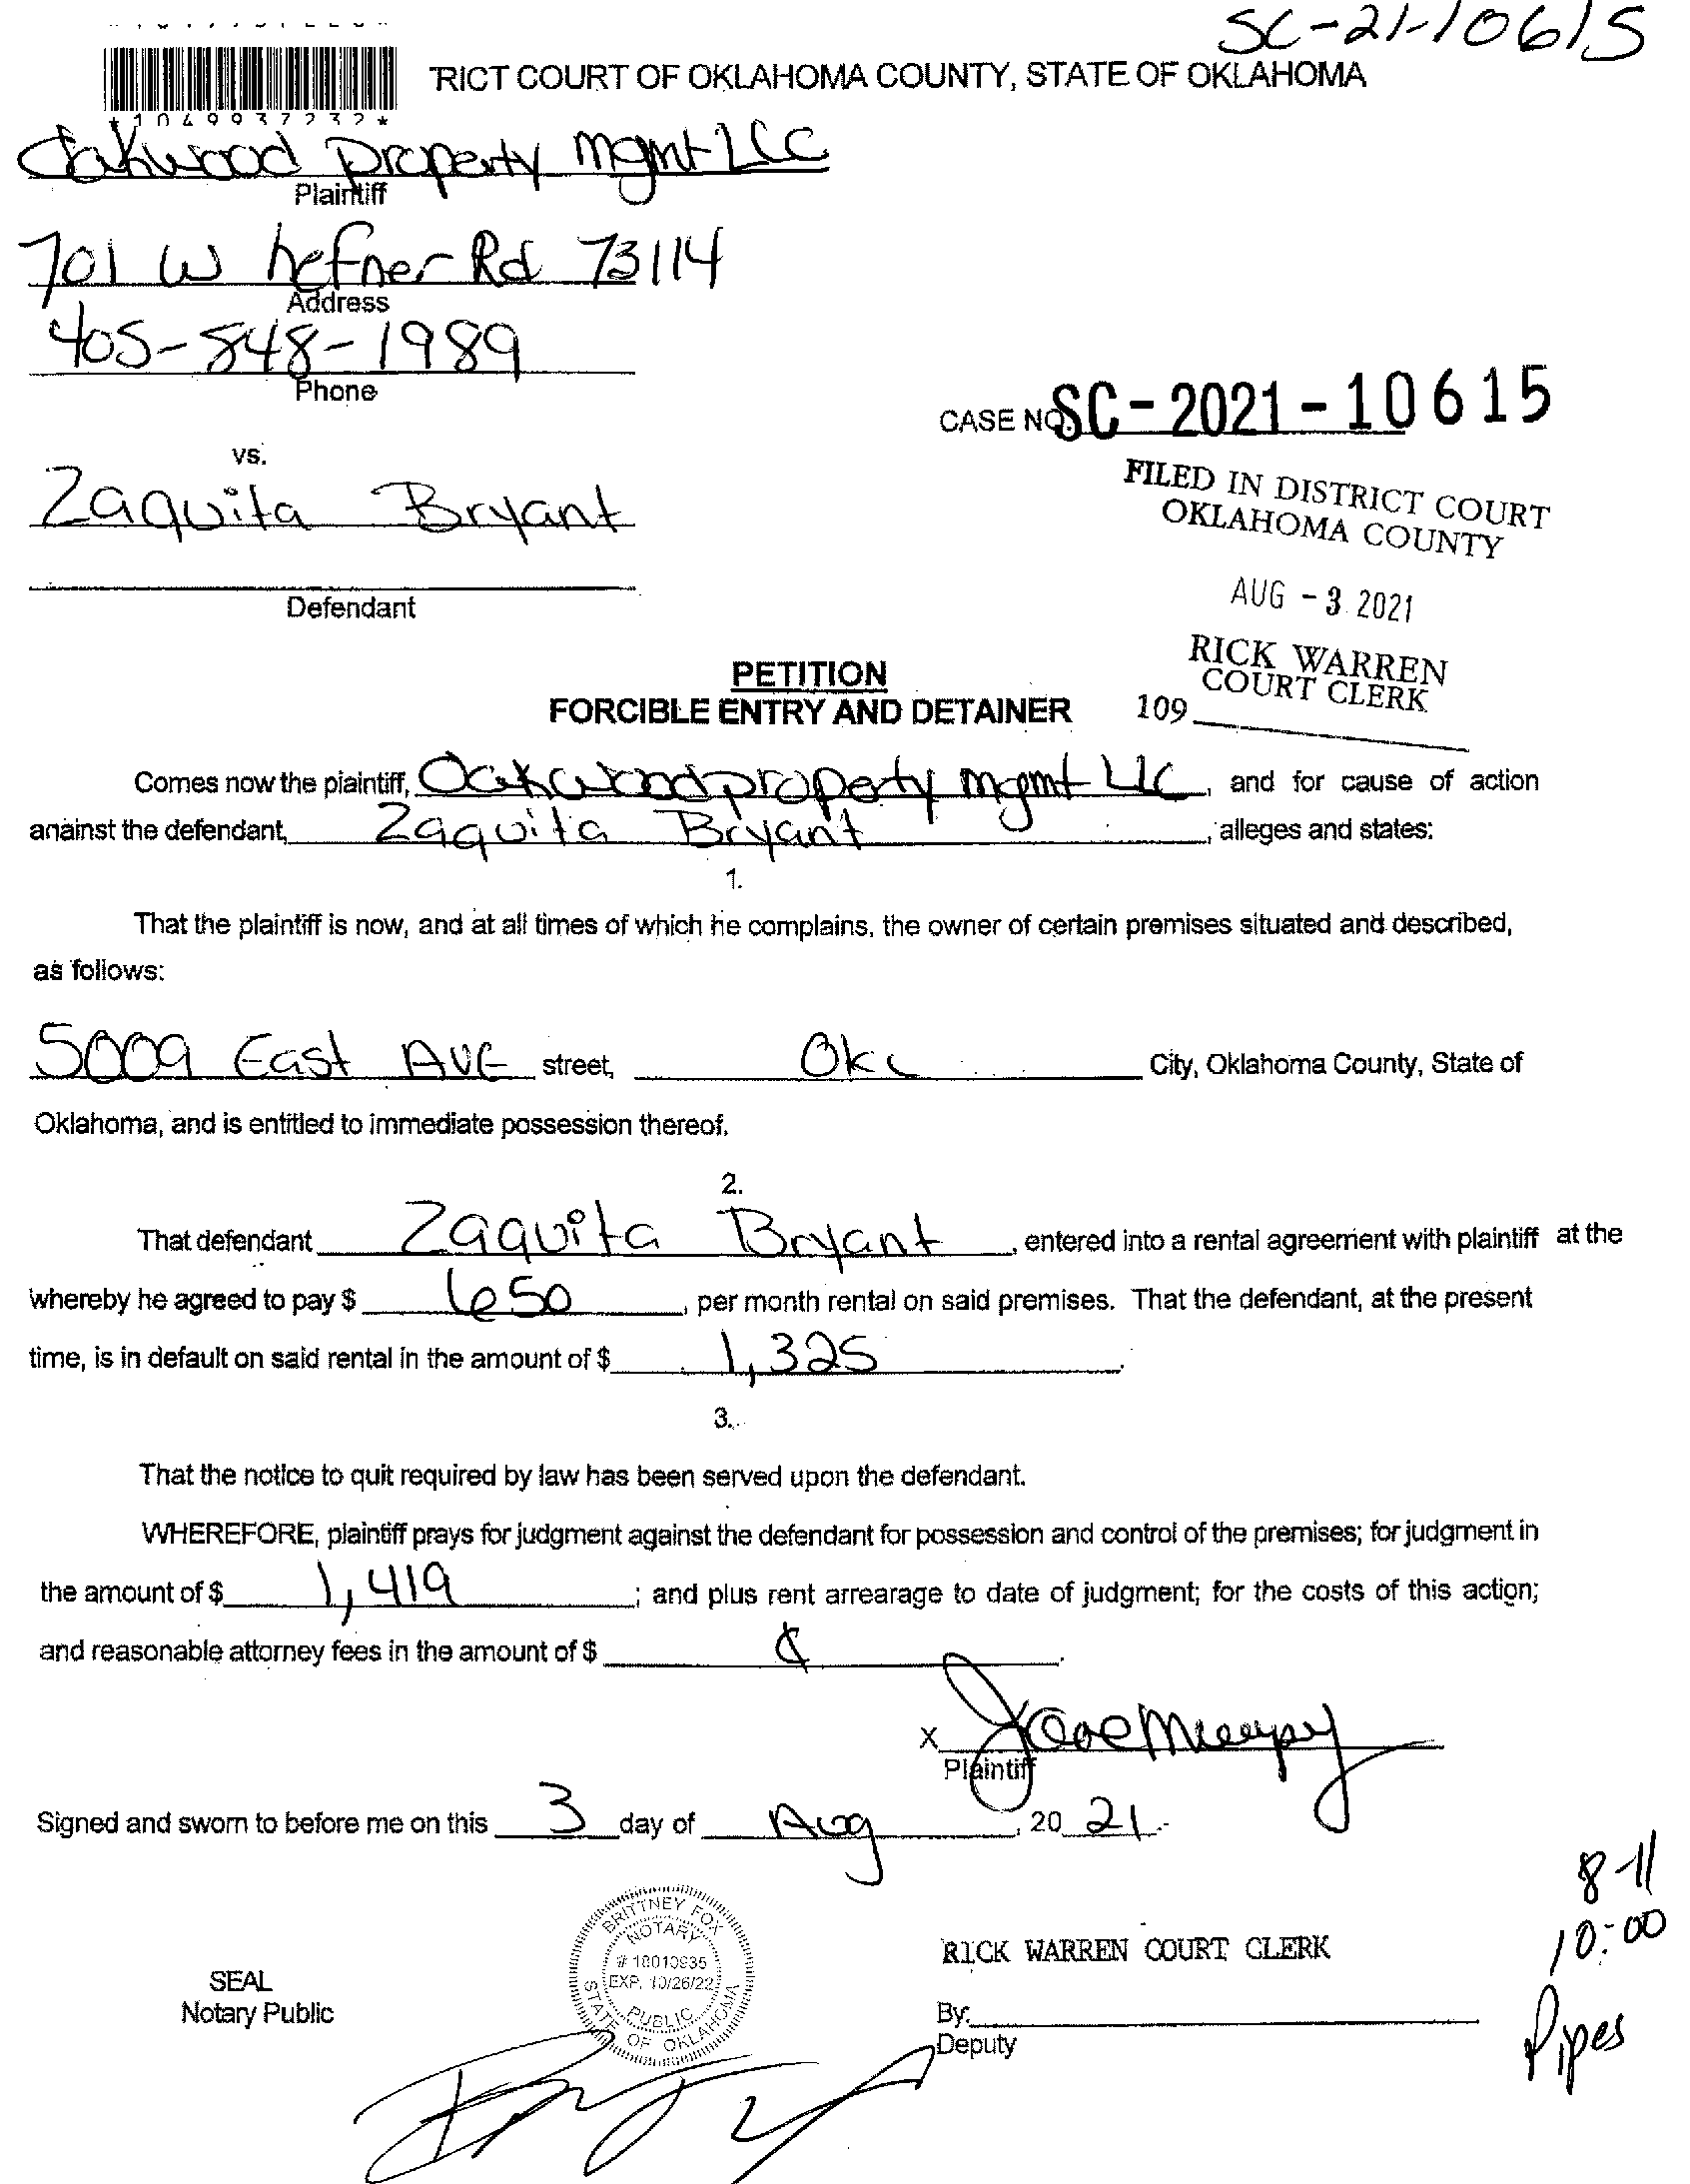 SC-21-10615
RICT COURT OF OKLAHOMA COUNTY, STATE OF OKLAHOMA
*1049937232*
Oakwood property mgmt LLC
Plaintiff
701 W hefner Rd 73114
Address
405-848-1989
Phone
CASE NO. SC-2021-10615
vs.
Zaquita Bryant
Defendant
FILED IN DISTRICT COURT
OKLAHOMA COUNTY
AUG - 3 2021
RICK WARREN
COURT CLERK
109
PETITION
FORCIBLE ENTRY AND DETAINER
Comes now the plaintiff, Oakwood property mgmt LLC, and for cause of action
against the defendant, Zaquita Bryant, alleges and states:
1.
That the plaintiff is now, and at all times of which he complains, the owner of certain premises situated and described,
as follows:
5009 East AVE street, Okc City, Oklahoma County, State of
Oklahoma, and is entitled to immediate possession thereof.
2.
That defendant Zaquita Bryant, entered into a rental agreement with plaintiff at the
whereby he agreed to pay $ 650, per month rental on said premises. That the defendant, at the present
time, is in default on said rental in the amount of $ 1,325.
3.
That the notice to quit required by law has been served upon the defendant.
WHEREFORE, plaintiff prays for judgment against the defendant for possession and control of the premises; for judgment in
the amount of $ 1,419; and plus rent arrearage to date of judgment; for the costs of this action;
and reasonable attorney fees in the amount of $
X
Plaintiff
Signed and sworn to before me on this 3 day of Aug, 20 21.
8-11
10:00
Pipes
BRITTNEY FOX
NOTARY
# 18010935
EXP. 10/26/22
PUBLIC
STATE OF OKLAHOMA
SEAL
Notary Public
RICK WARREN COURT CLERK
By:
Deputy